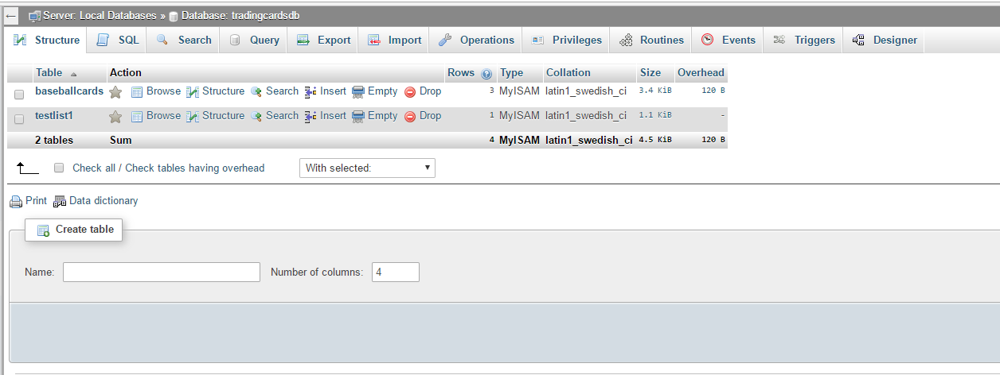 Server: Local Databases » Database: tradingcardsdb
Structure SQL Search Query Export Import Operations Privileges Routines Events Triggers Designer
Table Action Rows Type Collation Size Overhead
baseballcards Browse Structure Search Insert Empty Drop 3 MyISAM latin1_swedish_ci 3.4 KiB 120 B
testlist1 Browse Structure Search Insert Empty Drop 1 MyISAM latin1_swedish_ci 1.1 KiB -
2 tables Sum 4 MyISAM latin1_swedish_ci 4.5 KiB 120 B
Check all / Check tables having overhead With selected:
Print Data dictionary
Create table
Name: Number of columns: 4